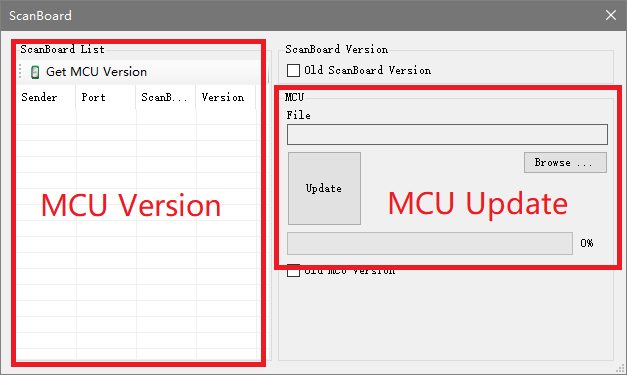 ScanBoard
ScanBoard List
Get MCU Version
Sender Port ScanB... Version
MCU Version
ScanBoard Version
Old ScanBoard Version
MCU
File
Browse ...
Update
MCU Update
0%
Old MCU Version